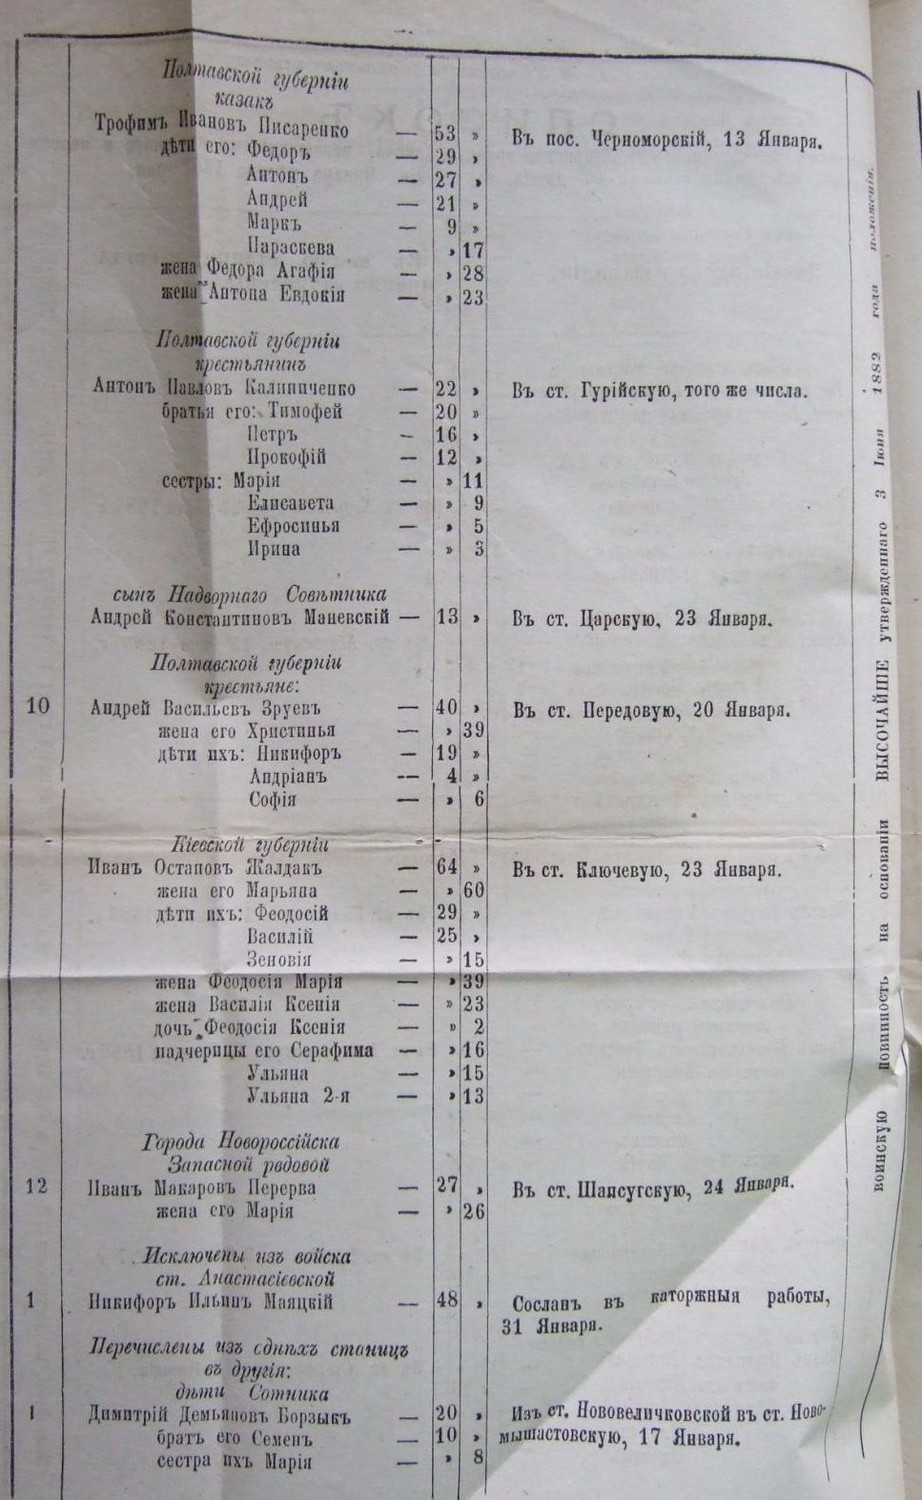 Полтавской губерніи
казакъ
Трофимъ Ивановъ Писаренко — 53 » Въ пос. Черноморскій, 13 Января.
дѣти его: Федоръ — 29 »
Антонъ — 27 »
Андрей — 21 »
Маркъ — 9 »
Параскева » 17
жена Федора Агафія — » 28
жена Антона Евдокія — » 23
Полтавской губерніи
крестьянинъ
Антонъ Павловъ Калиниченко — 22 » Въ ст. Гурійскую, того же числа.
братья его: Тимофей — 20 »
Петръ — 16 »
Прокофій — 12 »
сестры: Марія — » 11
Елисавета — » 9
Ефросинья — » 5
Ирина — » 3
сынъ Надворнаго Совѣтника
Андрей Константиновъ Маневскій — 13 » Въ ст. Царскую, 23 Января.
Полтавской губерніи
крестьяне:
10 Андрей Васильевъ Зруевъ — 40 » Въ ст. Передовую, 20 Января.
жена его Христинья — » 39
дѣти ихъ: Никифоръ — 19 »
Андріанъ — 4 »
Софія — » 6
Кіевской губерніи
Иванъ Остаповъ Жалдакъ — 64 » Въ ст. Ключевую, 23 Января.
жена его Марьяна — » 60
дѣти ихъ: Феодосій — 29 »
Василій — 25 »
Зеновія — » 15
жена Феодосія Марія — » 39
жена Василія Ксенія — » 23
дочь Феодосія Ксенія — » 2
падчерицы его Серафима — » 16
Ульяна — » 15
Ульяна 2-я — » 13
Города Новороссійска
Запасной рядовой
12 Иванъ Макаровъ Перерва — 27 » Въ ст. Шапсугскую, 24 Января.
жена его Марія — » 26
Исключены изъ войска
ст. Анастасіевской
1 Никифоръ Ильинъ Маяцкій — 48 » Сосланъ въ каторжныя работы,
31 Января.
Перечислены изъ однѣхъ станицъ
въ другія:
дѣти Сотника
1 Димитрій Демьяновъ Борзыкъ — 20 » Изъ ст. Нововеличковской въ ст. Ново-
братъ его Семенъ — 10 » мышастовскую, 17 Января.
сестра ихъ Марія — » 8
воинскую повинность на основаніи ВЫСОЧАЙШЕ утвержденнаго 3 Іюня 1882 года положенія.